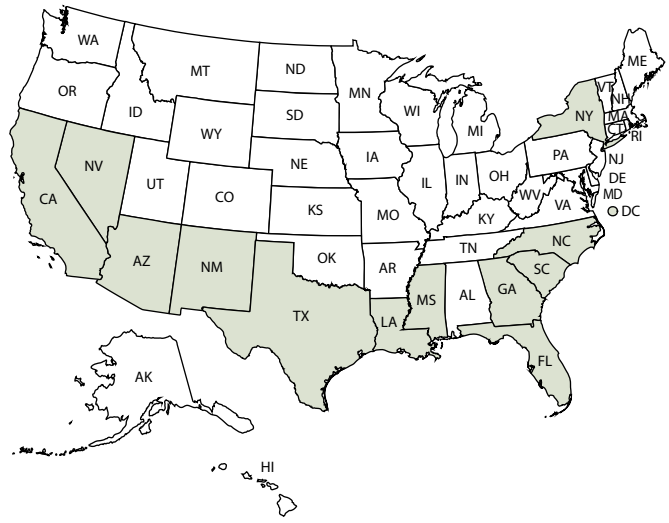 WA
MT
ND
MN
ME
VT
NH
OR
ID
SD
WI
NY
MA
CT
RI
WY
MI
IA
PA
NJ
NV
NE
OH
DE
UT
IL
IN
WV
MD
CA
CO
VA
DC
KS
MO
KY
NC
TN
AZ
NM
OK
AR
SC
MS
AL
GA
TX
LA
FL
AK
HI